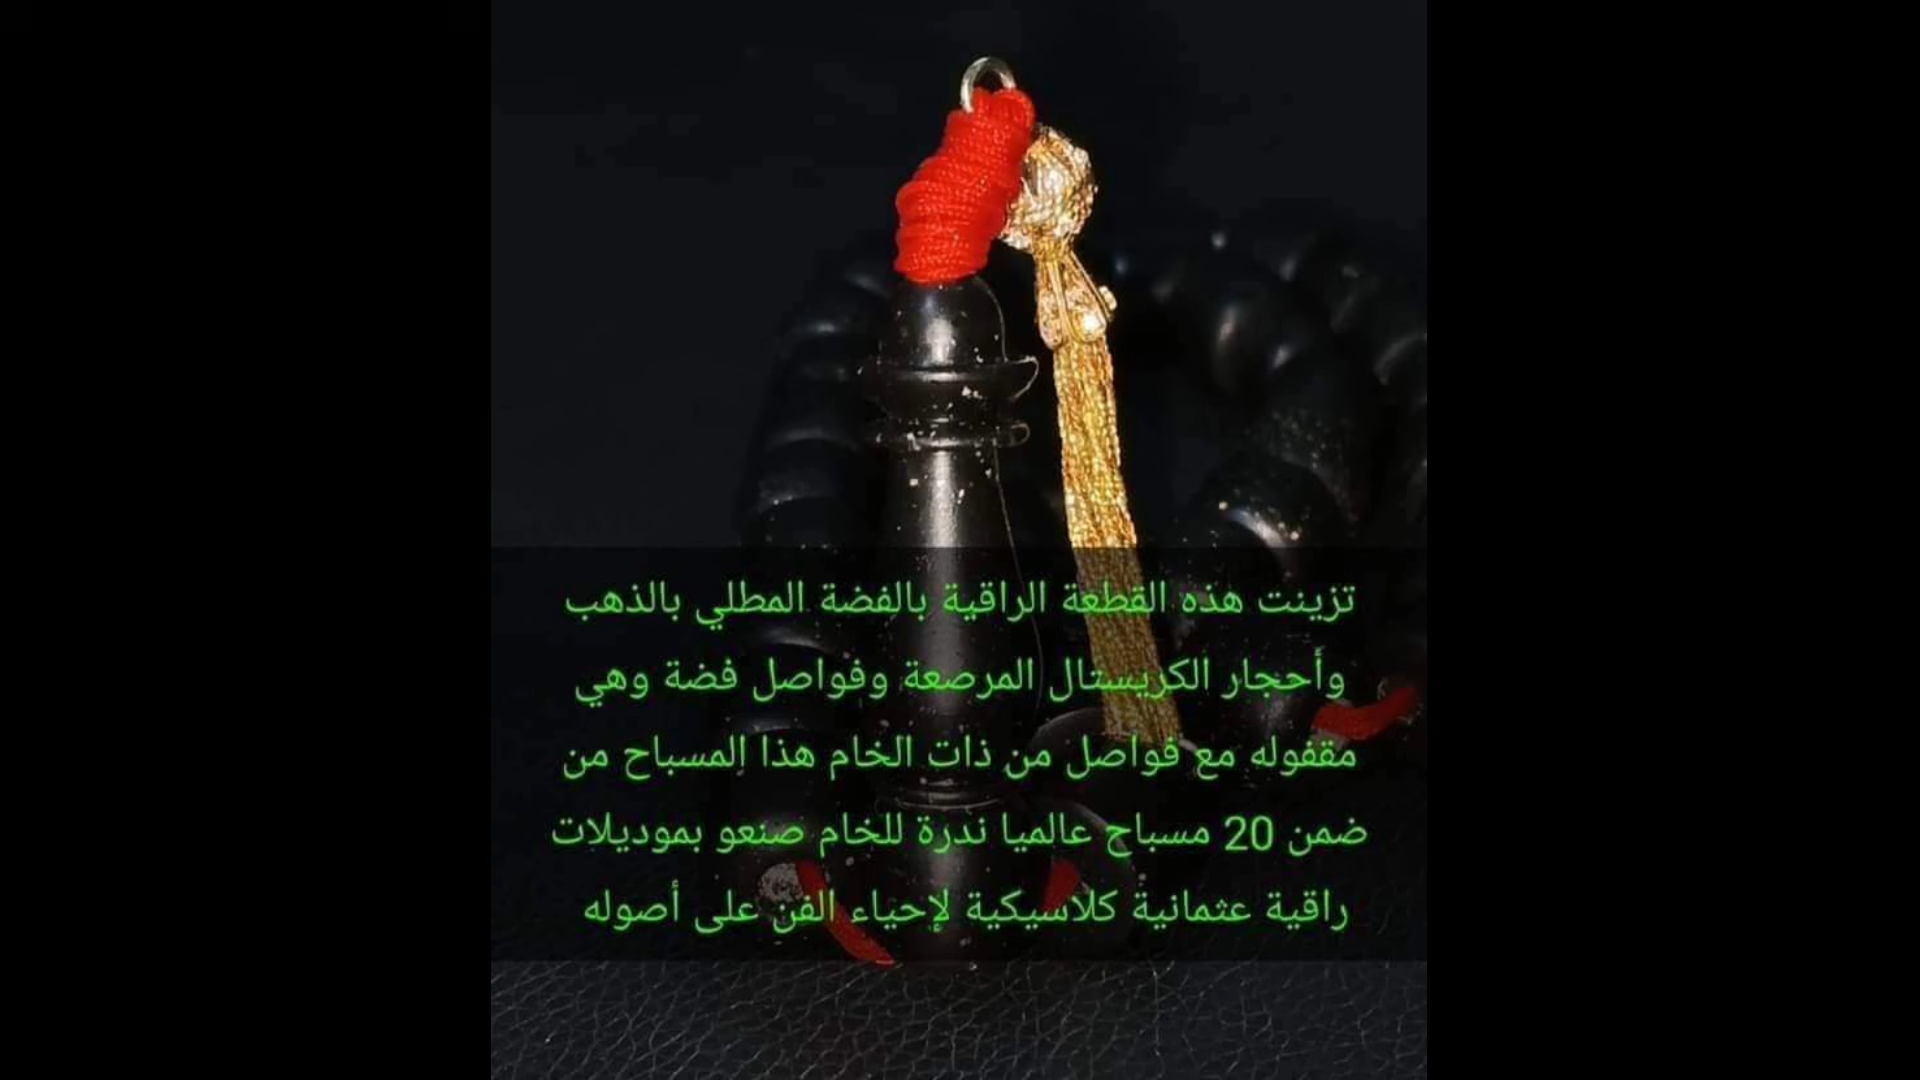 تزينت هذه القطعة الراقية بالفضة المطلي بالذهب
وأحجار الكريستال المرصعة وفواصل فضة وهي
مقفوله مع فواصل من ذات الخام هذا المسباح من
ضمن 20 مسباح عالميا ندرة للخام صنعو بموديلات
راقية عثمانية كلاسيكية لإحياء الفن على أصوله